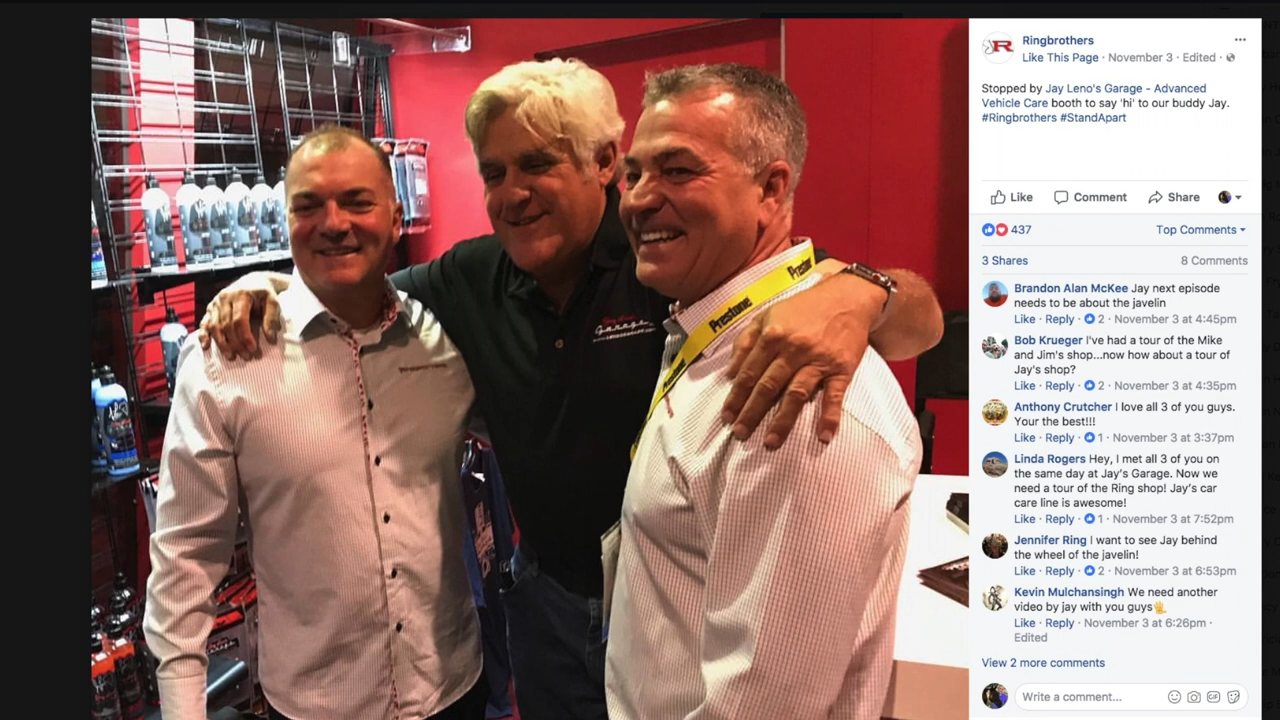 Ringbrothers
Like This Page · November 3 · Edited ·
Stopped by Jay Leno's Garage - Advanced
Vehicle Care booth to say 'hi' to our buddy Jay.
#Ringbrothers #StandApart
Like Comment Share
437 Top Comments
3 Shares 8 Comments
Brandon Alan McKee Jay next episode
needs to be about the javelin
Like · Reply · 2 · November 3 at 4:45pm
Bob Krueger I've had a tour of the Mike
and Jim's shop...now how about a tour of
Jay's shop?
Like · Reply · 2 · November 3 at 4:35pm
Anthony Crutcher I love all 3 of you guys.
Your the best!!!
Like · Reply · 1 · November 3 at 3:37pm
Linda Rogers Hey, I met all 3 of you on
the same day at Jay's Garage. Now we
need a tour of the Ring shop! Jay's car
care line is awesome!
Like · Reply · 1 · November 3 at 7:52pm
Jennifer Ring I want to see Jay behind
the wheel of the javelin!
Like · Reply · 2 · November 3 at 6:53pm
Kevin Mulchansingh We need another
video by jay with you guys🖐
Like · Reply · November 3 at 6:26pm ·
Edited
View 2 more comments
Write a comment...
GIF
Prestone
Prestone
Garage